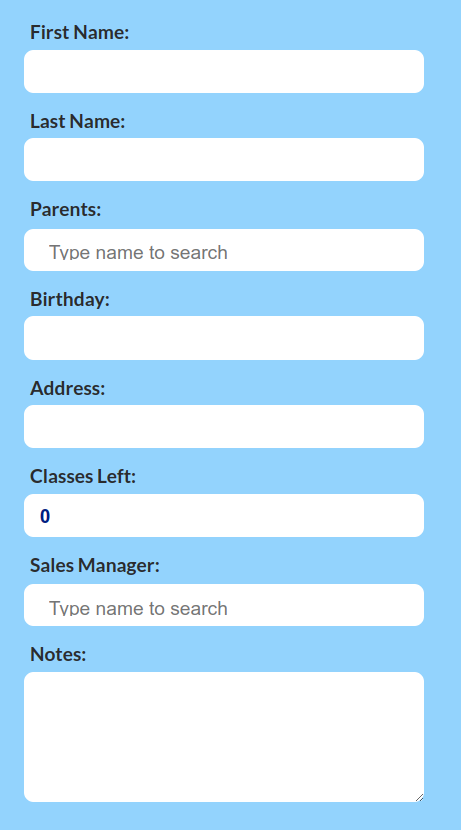 First Name:
Last Name:
Parents:
Type name to search
Birthday:
Address:
Classes Left:
0
Sales Manager:
Type name to search
Notes: